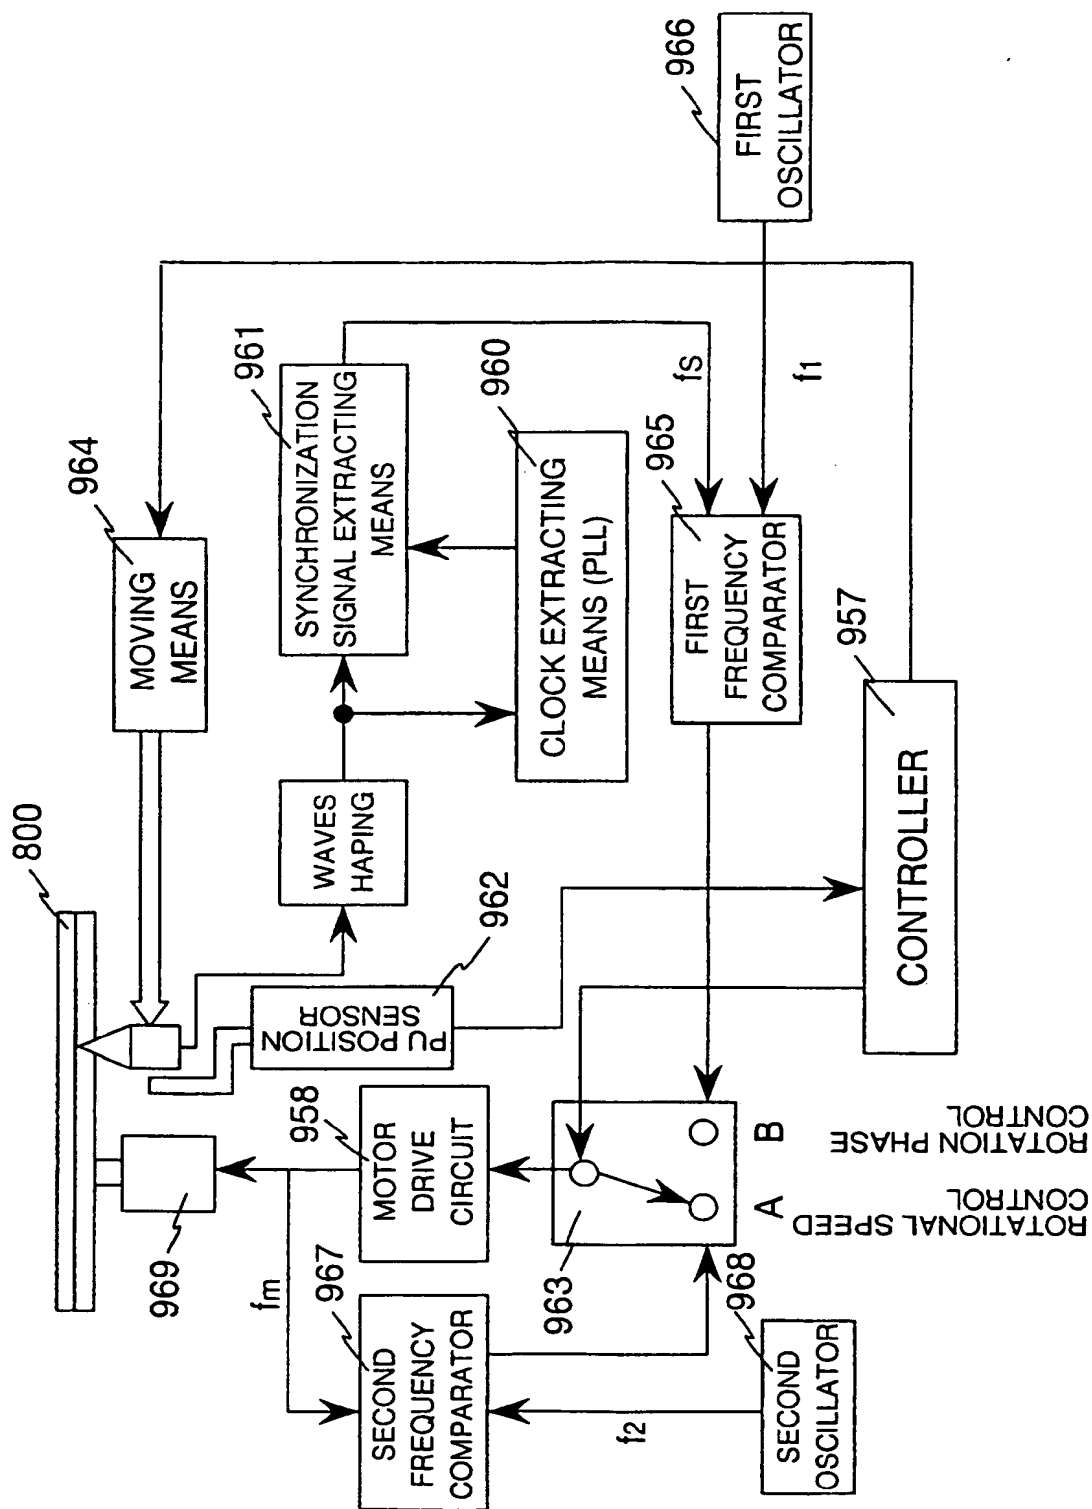 800
964
MOVING
MEANS
961
SYNCHRONIZATION
SIGNAL EXTRACTING
MEANS
966
FIRST
OSCILLATOR
WAVES
HAPING
960
CLOCK EXTRACTING
MEANS (PLL)
fs
f1
965
FIRST
FREQUENCY
COMPARATOR
962
PU POSITION
SENSOR
957
CONTROLLER
969
958
MOTOR
DRIVE
CIRCUIT
fm
967
SECOND
FREQUENCY
COMPARATOR
963
A
B
ROTATIONAL SPEED
CONTROL
ROTATION PHASE
CONTROL
f2
968
SECOND
OSCILLATOR